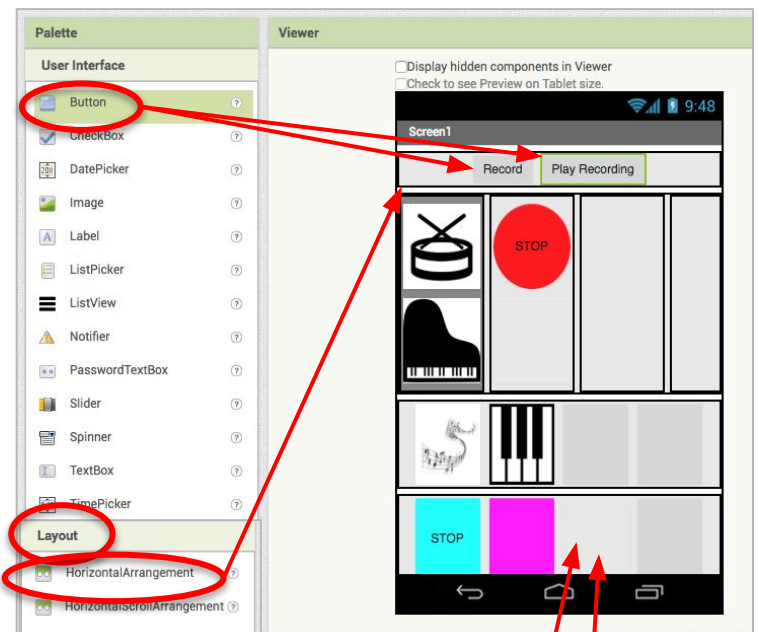 Palette
User Interface
Button
CheckBox
DatePicker
Image
Label
ListPicker
ListView
Notifier
PasswordTextBox
Slider
Spinner
TextBox
TimePicker
Layout
HorizontalArrangement
HorizontalScrollArrangement
Viewer
Display hidden components in Viewer
Check to see Preview on Tablet size.
9:48
Screen1
Record Play Recording
STOP
STOP